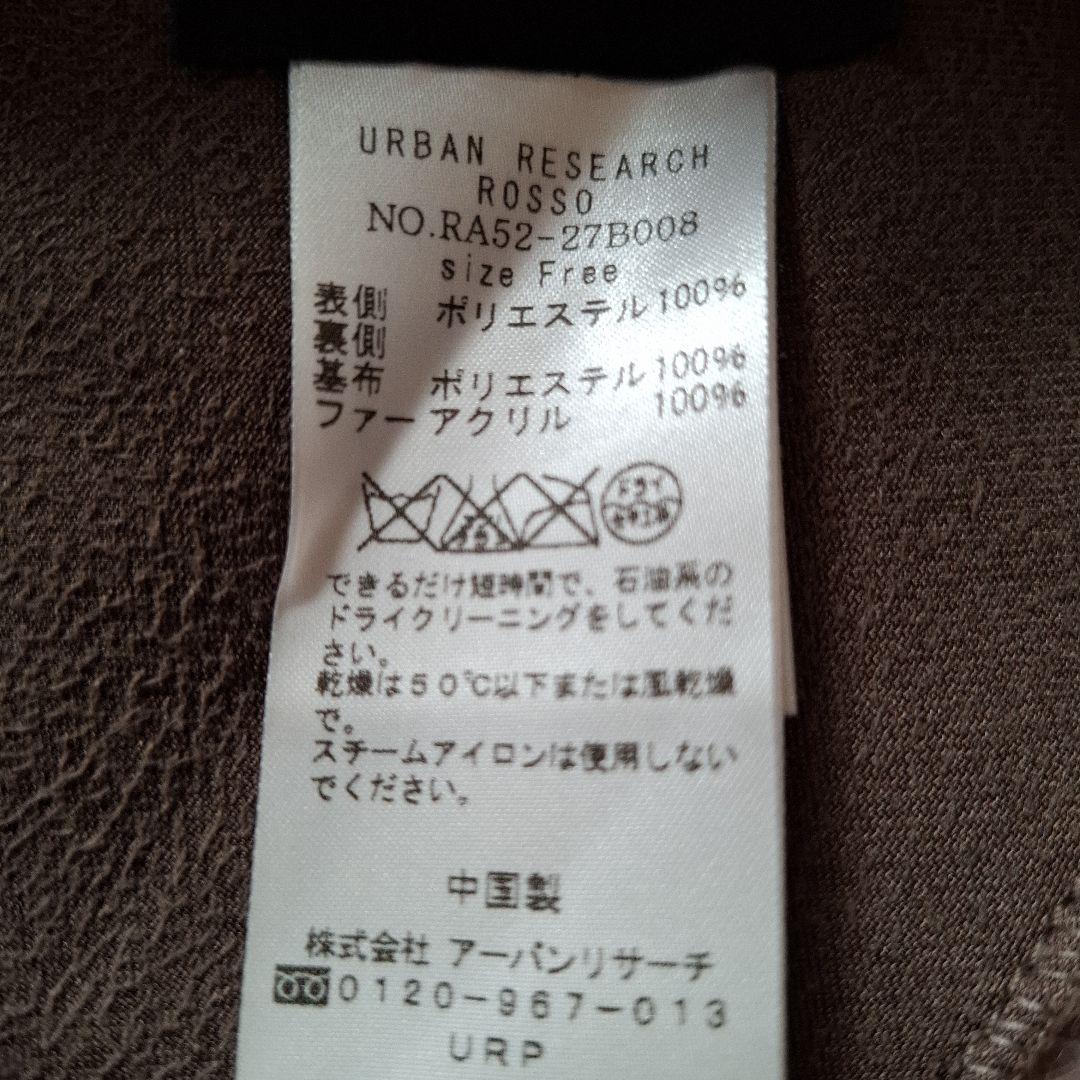 URBAN RESEARCH
ROSSO
NO.RA52-27B008
size Free
表側 ポリエステル100%
裏側
基布 ポリエステル100%
ファー アクリル 100%
ドライ
できるだけ短時間で、石油系の
ドライクリーニングをしてくだ
さい。
乾燥は50℃以下または風乾燥
で。
スチームアイロンは使用しない
でください。
中国製
株式会社 アーバンリサーチ
0120-967-013
URP